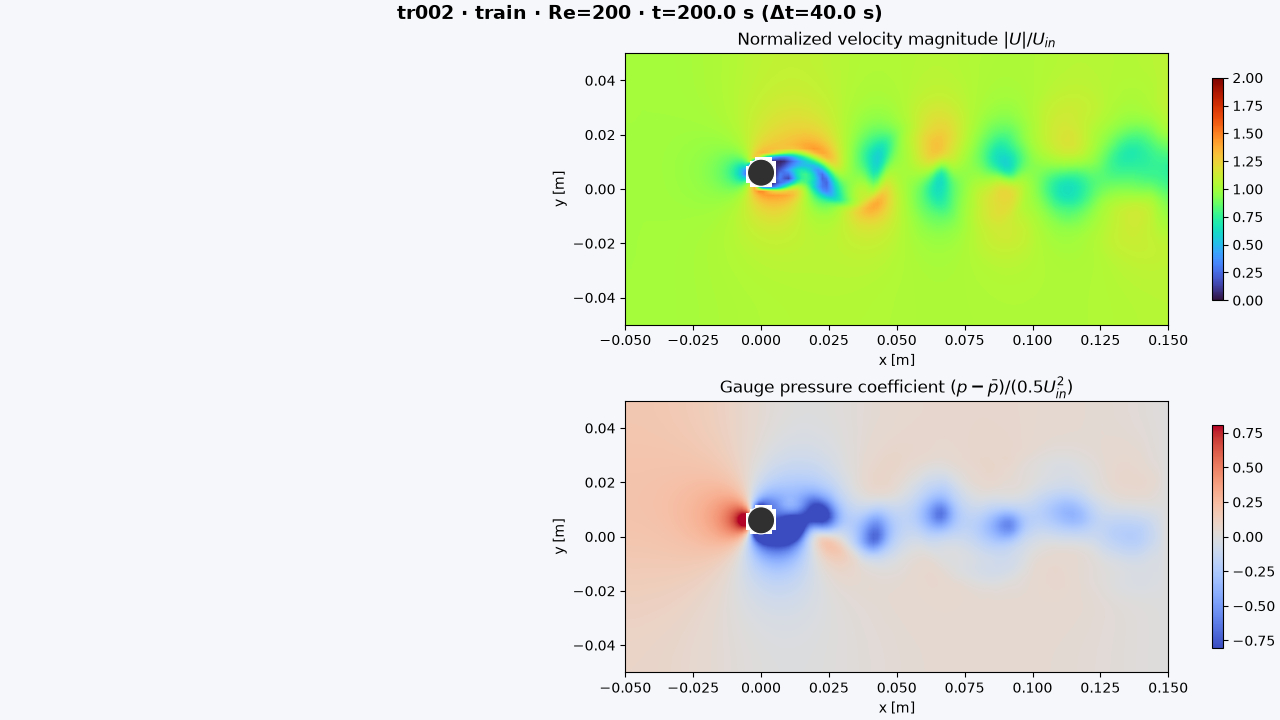 tr002 · train · Re=200 · t=200.0 s (Δt=40.0 s)
Normalized velocity magnitude |U|/U_in
0.04
0.02
0.00
−0.02
−0.04
y [m]
−0.050 −0.025 0.000 0.025 0.050 0.075 0.100 0.125 0.150
x [m]
2.00
1.75
1.50
1.25
1.00
0.75
0.50
0.25
0.00
Gauge pressure coefficient (p − p̄)/(0.5U²_in)
0.04
0.02
0.00
−0.02
−0.04
y [m]
−0.050 −0.025 0.000 0.025 0.050 0.075 0.100 0.125 0.150
x [m]
0.75
0.50
0.25
0.00
−0.25
−0.50
−0.75